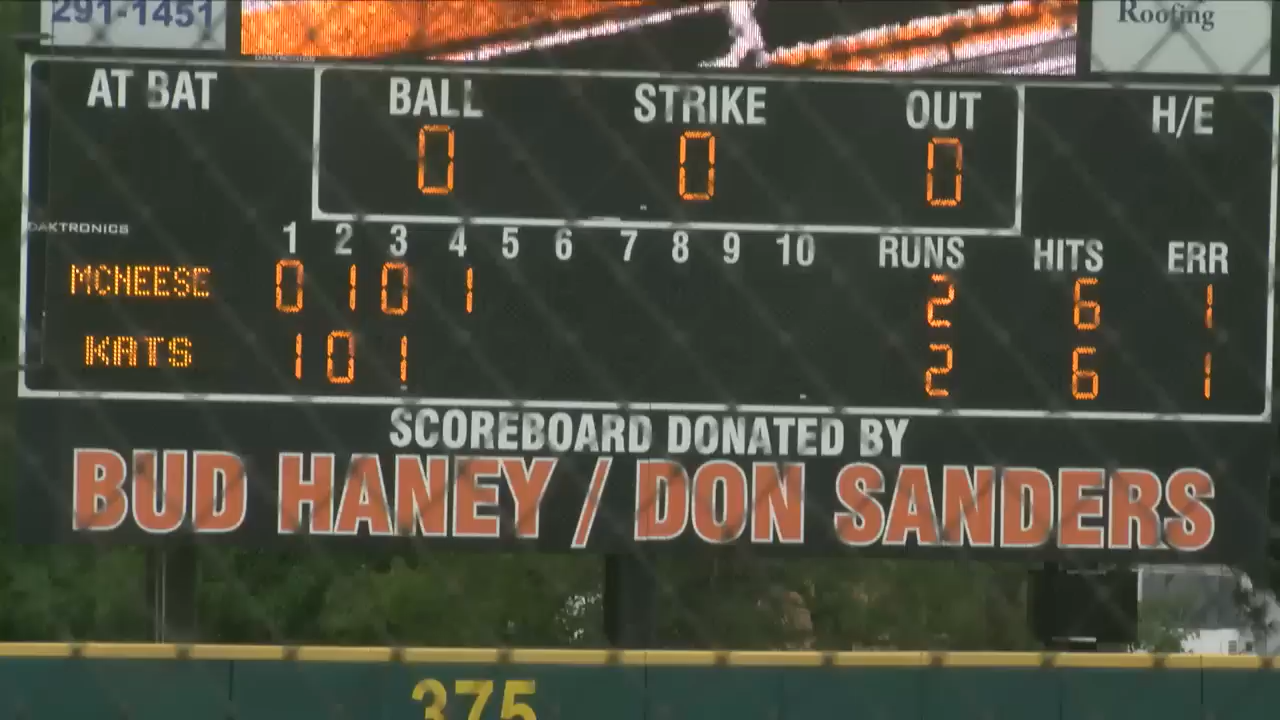 291-1451
Roofing
DAKTRONICS
AT BAT BALL STRIKE OUT H/E
0 0 0
DAKTRONICS
1 2 3 4 5 6 7 8 9 10 RUNS HITS ERR
MCNEESE 0 1 0 1 2 6 1
KATS 1 0 1 2 6 1
SCOREBOARD DONATED BY
BUD HANEY / DON SANDERS
375